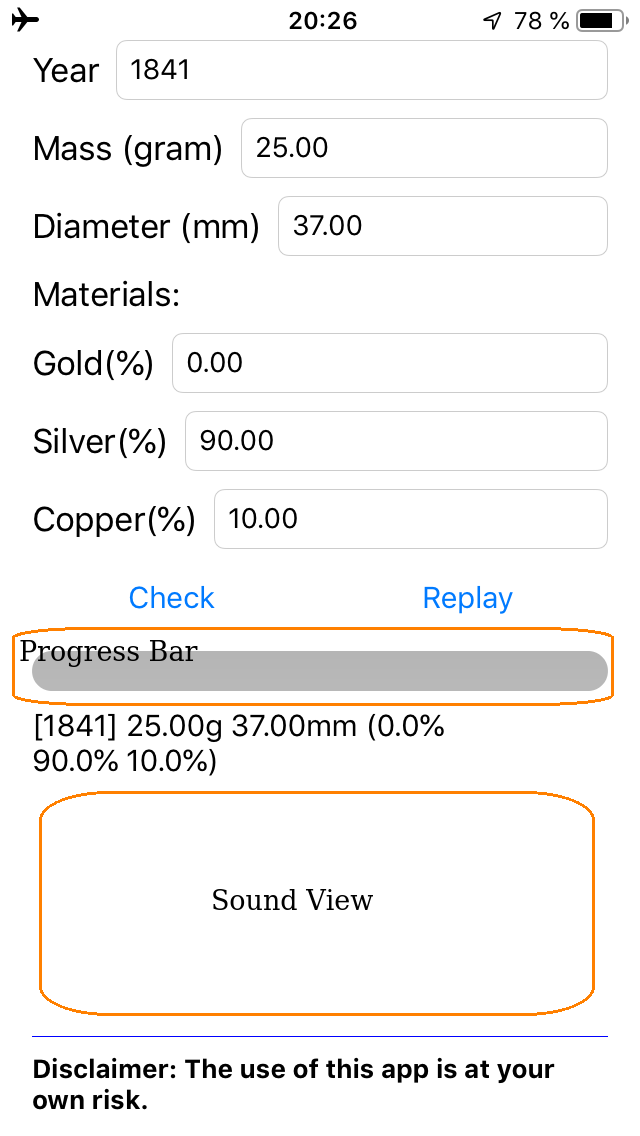 20:26 78 %
Year 1841
Mass (gram) 25.00
Diameter (mm) 37.00
Materials:
Gold(%) 0.00
Silver(%) 90.00
Copper(%) 10.00
Check Replay
Progress Bar
[1841] 25.00g 37.00mm (0.0%
90.0% 10.0%)
Sound View
Disclaimer: The use of this app is at your
own risk.